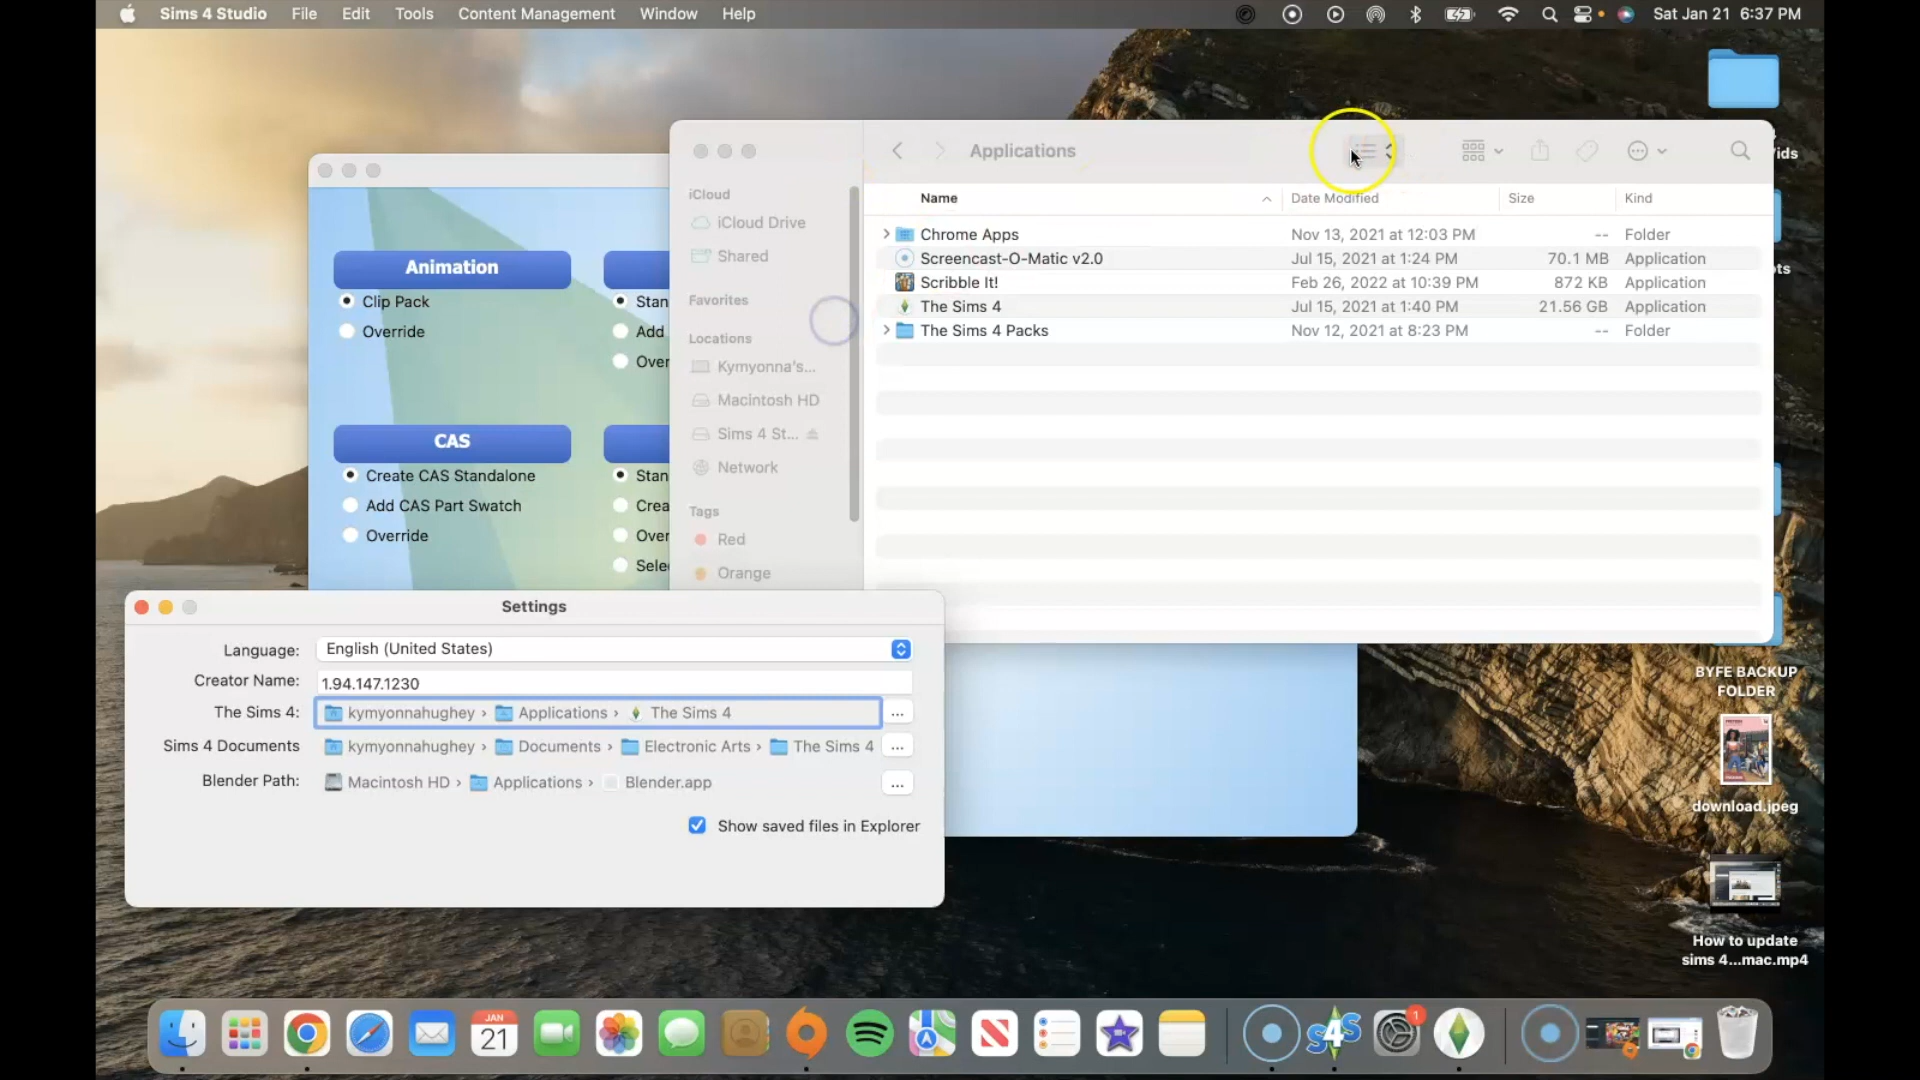 Sims 4 Studio File Edit Tools Content Management Window Help Sat Jan 21 6:37 PM
Applications
iCloud
iCloud Drive
Shared
Favorites
Locations
Kymyonna's...
Macintosh HD
Sims 4 St...
Network
Tags
Red
Orange
Name Date Modified Size Kind
Chrome Apps Nov 13, 2021 at 12:03 PM -- Folder
Screencast-O-Matic v2.0 Jul 15, 2021 at 1:24 PM 70.1 MB Application
Scribble It! Feb 26, 2022 at 10:39 PM 872 KB Application
The Sims 4 Jul 15, 2021 at 1:40 PM 21.56 GB Application
The Sims 4 Packs Nov 12, 2021 at 8:23 PM -- Folder
Animation
Clip Pack
Override
Stan
Add
Over
CAS
Create CAS Standalone
Add CAS Part Swatch
Override
Stan
Crea
Over
Sele
Settings
Language: English (United States)
Creator Name: 1.94.147.1230
The Sims 4: kymyonnahughey › Applications › The Sims 4 ...
Sims 4 Documents kymyonnahughey › Documents › Electronic Arts › The Sims 4 ...
Blender Path: Macintosh HD › Applications › Blender.app ...
Show saved files in Explorer
BYFE BACKUP
FOLDER
download.jpeg
How to update
sims 4...mac.mp4
JAN
21
S4S
1